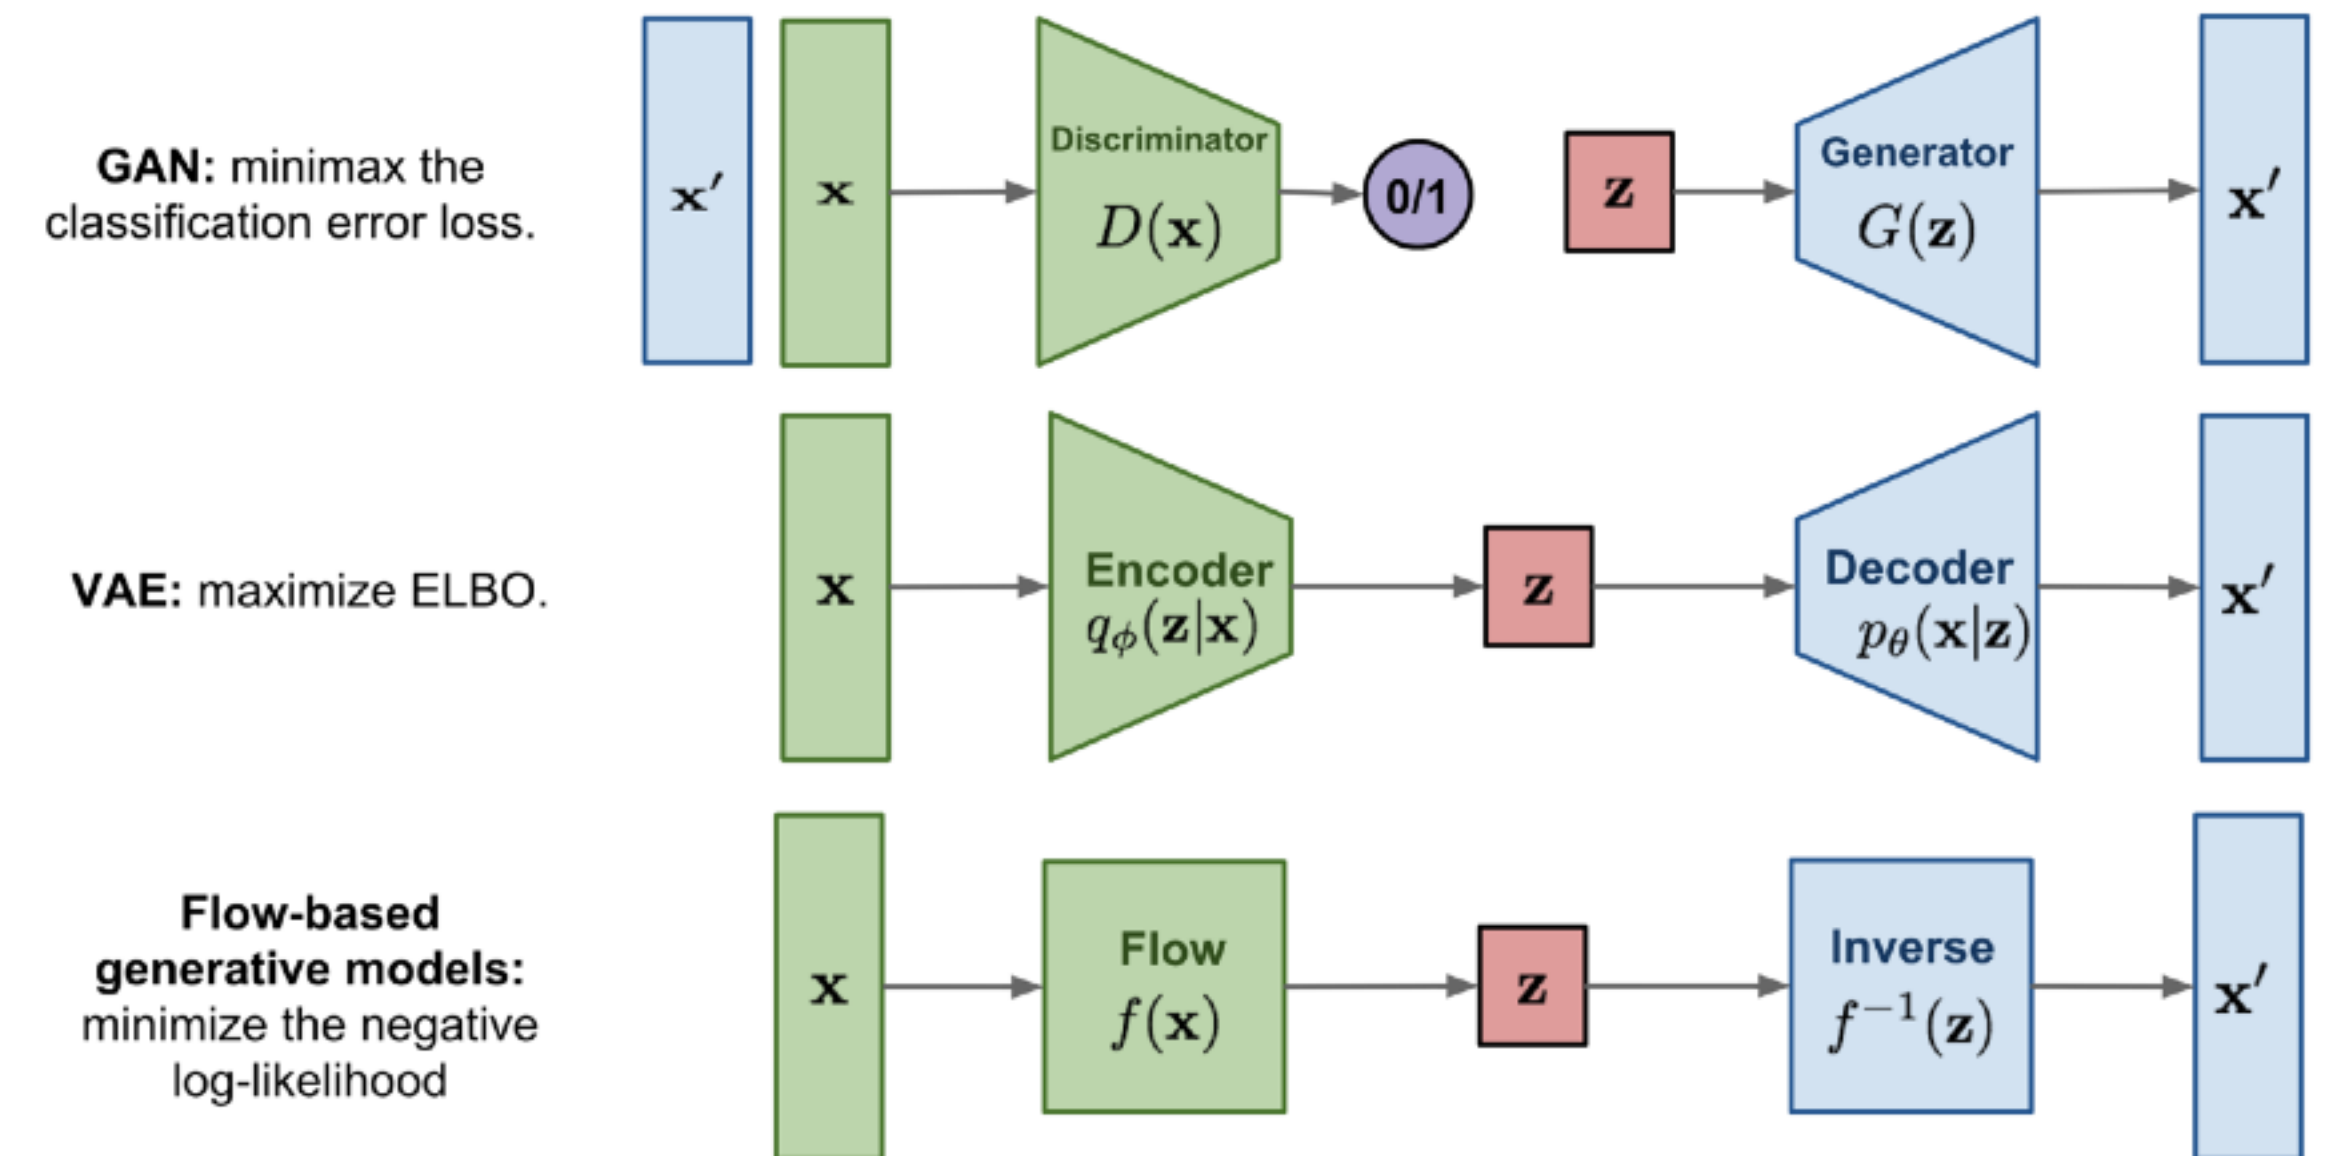 GAN: minimax the
classification error loss.
x′
x
Discriminator
D(x)
0/1
z
Generator
G(z)
x′
VAE: maximize ELBO.
x
Encoder
qϕ(z|x)
z
Decoder
pθ(x|z)
x′
Flow-based
generative models:
minimize the negative
log-likelihood
x
Flow
f(x)
z
Inverse
f⁻¹(z)
x′